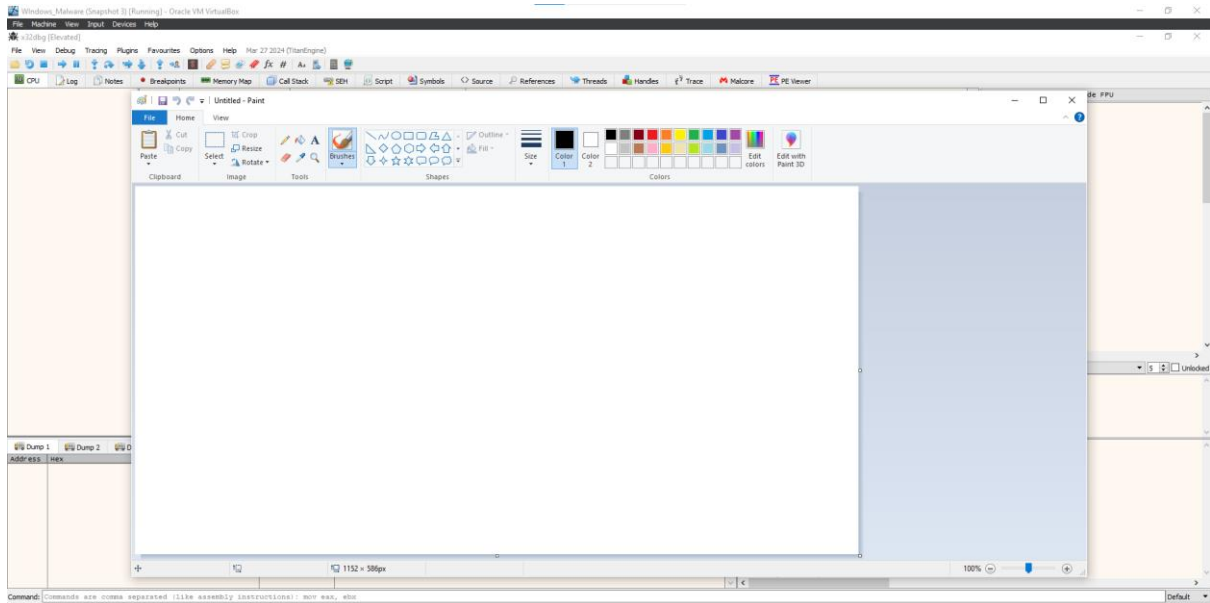 Windows_Malware (Snapshot 3) [Running] - Oracle VM VirtualBox
File Machine View Input Devices Help
x32dbg [Elevated]
File View Debug Tracing Plugins Favourites Options Help Mar 27 2024 (TitanEngine)
CPU Log Notes Breakpoints Memory Map Call Stack SEH Script Symbols Source References Threads Handles Trace Malcore PE Viewer
Untitled - Paint
de FPU
File Home View
Paste Cut Copy Select Crop Resize Rotate Brushes Outline Fill Size Color 1 Color 2 Edit colors Edit with Paint 3D
Clipboard Image Tools Shapes Colors
5 Unlocked
Dump 1 Dump 2 D
Address Hex
1152 × 586px 100%
Command: Commands are comma separated (like assembly instructions): mov eax, ebx
Default